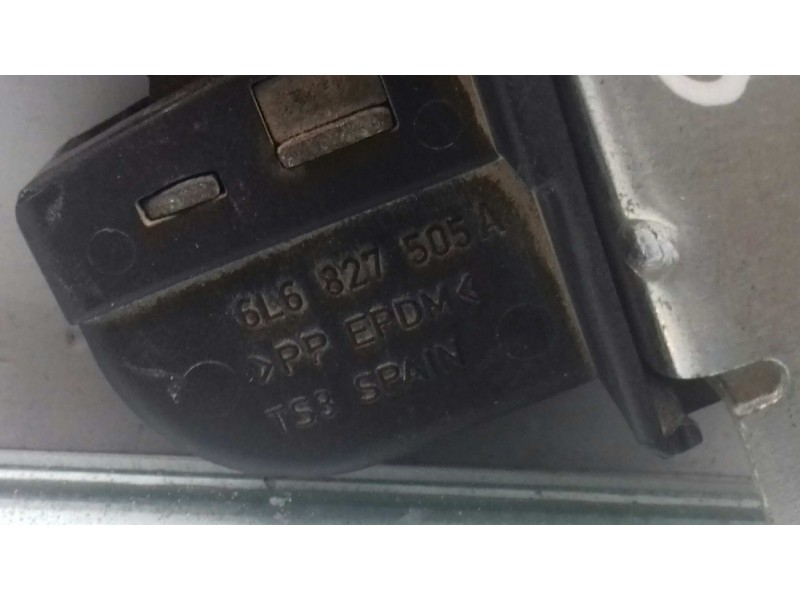 6L6 827 505 A
>PP EPDM<
TS3 SPAIN